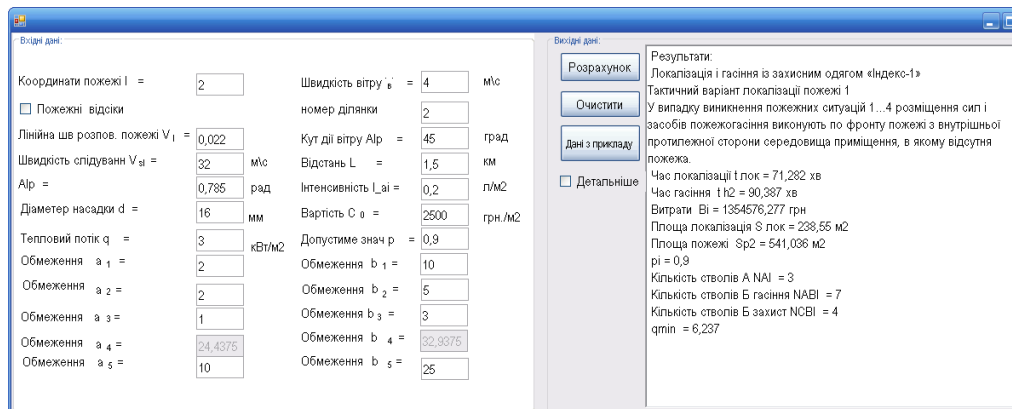 Вхідні дані:
Координати пожежі I = 2
Швидкість вітру 'в' = 4 м\с
Пожежні відсіки
номер ділянки 2
Лінійна шв розпов. пожежі V l = 0,022
Кут дії вітру Alp = 45 град
Швидкість слідуванн V sl = 32 м\с
Відстань L = 1,5 км
Alp = 0,785 рад
Інтенсивність I_ai = 0,2 л/м2
Діаметер насадки d = 16 мм
Вартість C 0 = 2500 грн./м2
Тепловий потік q = 3 кВт/м2
Допустиме знач p = 0,9
Обмеження a 1 = 2
Обмеження b 1 = 10
Обмеження a 2 = 2
Обмеження b 2 = 5
Обмеження a 3 = 1
Обмеження b 3 = 3
Обмеження a 4 = 24,4375
Обмеження b 4 = 32,9375
Обмеження a 5 = 10
Обмеження b 5 = 25
Вихідні дані:
Розрахунок
Очистити
Дані з прикладу
Детальніше
Результати:
Локалізація і гасіння із захисним одягом «Індекс-1»
Тактичний варіант локалізації пожежі 1
У випадку виникнення пожежних ситуацій 1...4 розміщення сил і
засобів пожежогасіння виконують по фронту пожежі з внутрішньої
протилежної сторони середовища приміщення, в якому відсутня
пожежа.
Час локалізації t лок = 71,282 хв
Час гасіння t h2 = 90,387 хв
Витрати Bi = 1354576,277 грн
Площа локалізація S лок = 238,55 м2
Площа пожежі Sp2 = 541,036 м2
pi = 0,9
Кількість стволів А NAI = 3
Кількість стволів Б гасіння NABI = 7
Кількість стволів Б захист NCBI = 4
qmin = 6,237